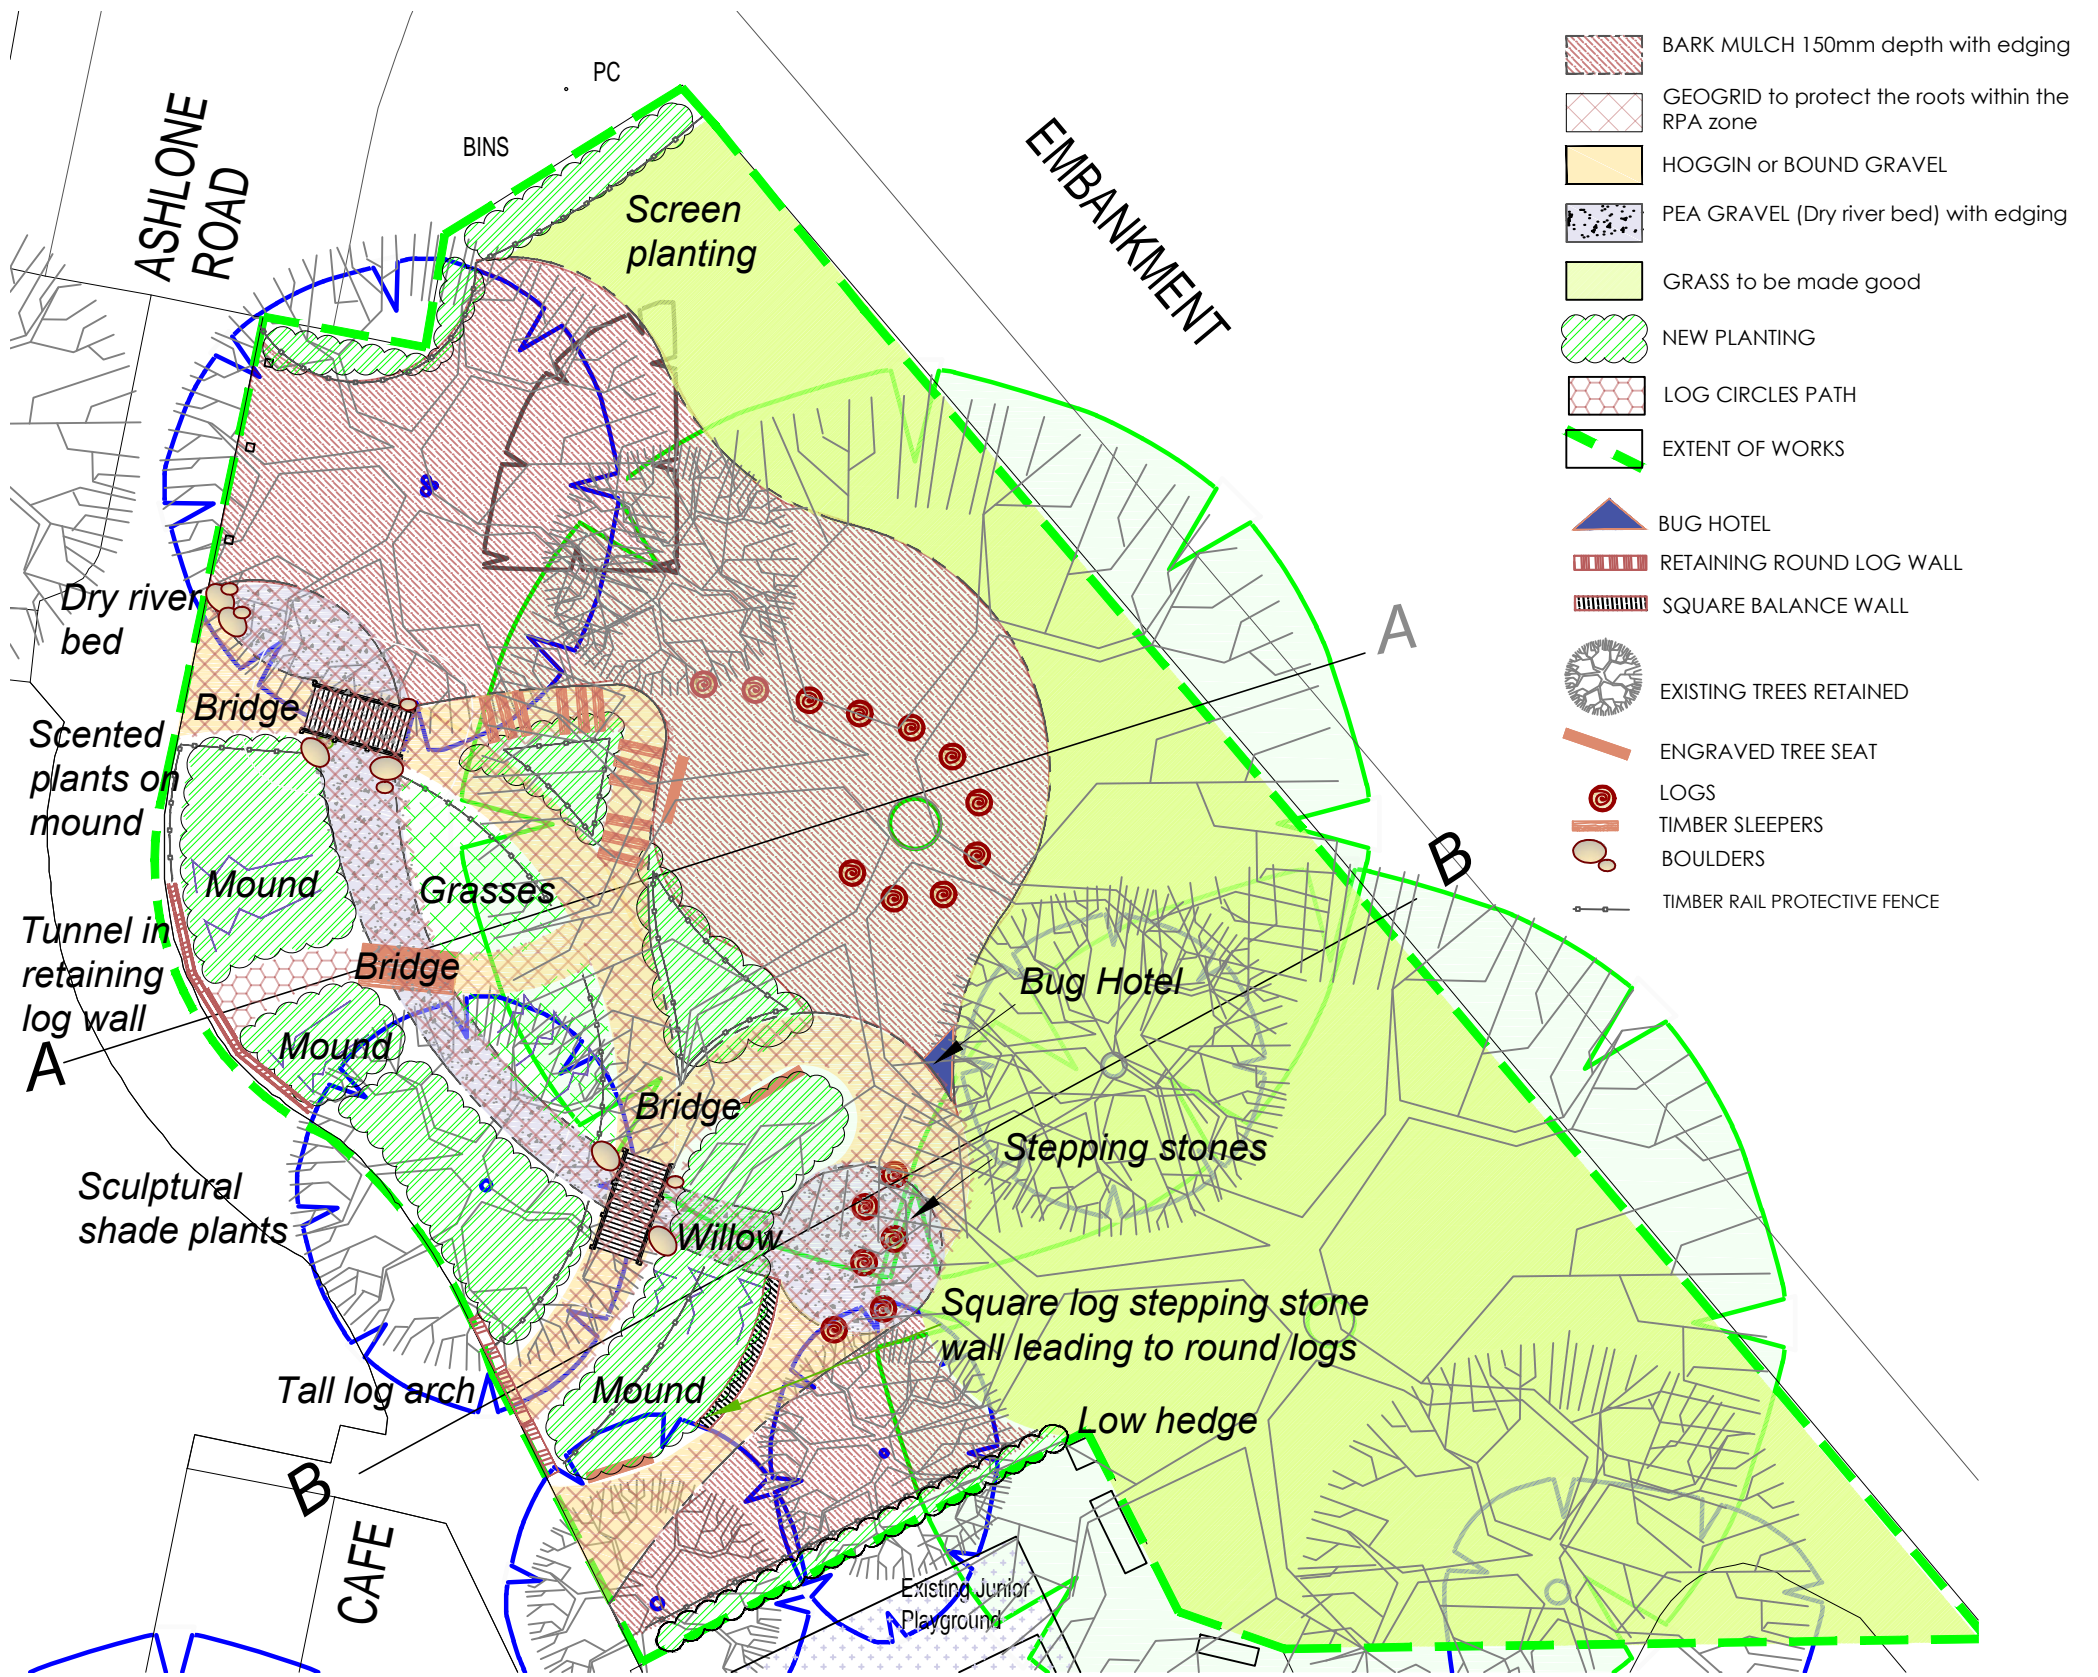 PC
BINS
ASHLONE
ROAD
EMBANKMENT
Screen
planting
Dry river
bed
Bridge
Scented
plants on
mound
Mound
Grasses
Tunnel in
retaining
log wall
Bridge
Mound
A
A
B
Bug Hotel
Bridge
Stepping stones
Sculptural
shade plants
Willow
Square log stepping stone
wall leading to round logs
Tall log arch
Mound
Low hedge
B
CAFE
Existing Junior
Playground
BARK MULCH 150mm depth with edging
GEOGRID to protect the roots within the
RPA zone
HOGGIN or BOUND GRAVEL
PEA GRAVEL (Dry river bed) with edging
GRASS to be made good
NEW PLANTING
LOG CIRCLES PATH
EXTENT OF WORKS
BUG HOTEL
RETAINING ROUND LOG WALL
SQUARE BALANCE WALL
EXISTING TREES RETAINED
ENGRAVED TREE SEAT
LOGS
TIMBER SLEEPERS
BOULDERS
TIMBER RAIL PROTECTIVE FENCE